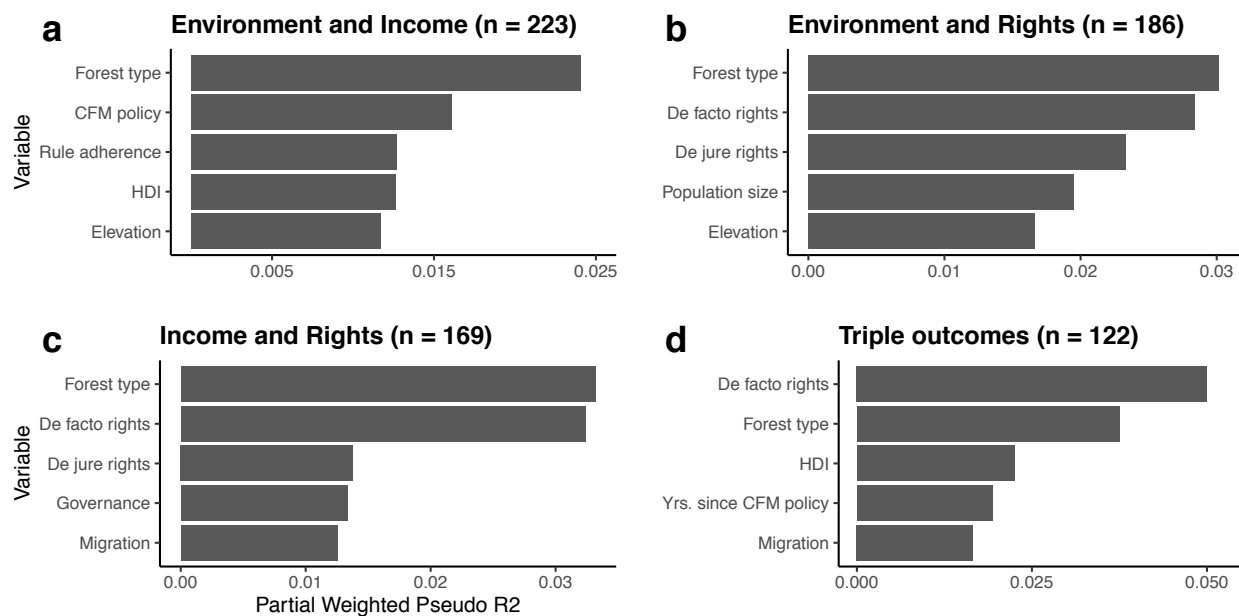 a
Environment and Income (n = 223)
Variable
Forest type
CFM policy
Rule adherence
HDI
Elevation
0.005
0.015
0.025
b
Environment and Rights (n = 186)
Forest type
De facto rights
De jure rights
Population size
Elevation
0.00
0.01
0.02
0.03
c
Income and Rights (n = 169)
Variable
Forest type
De facto rights
De jure rights
Governance
Migration
0.00
0.01
0.02
0.03
Partial Weighted Pseudo R2
d
Triple outcomes (n = 122)
De facto rights
Forest type
HDI
Yrs. since CFM policy
Migration
0.000
0.025
0.050